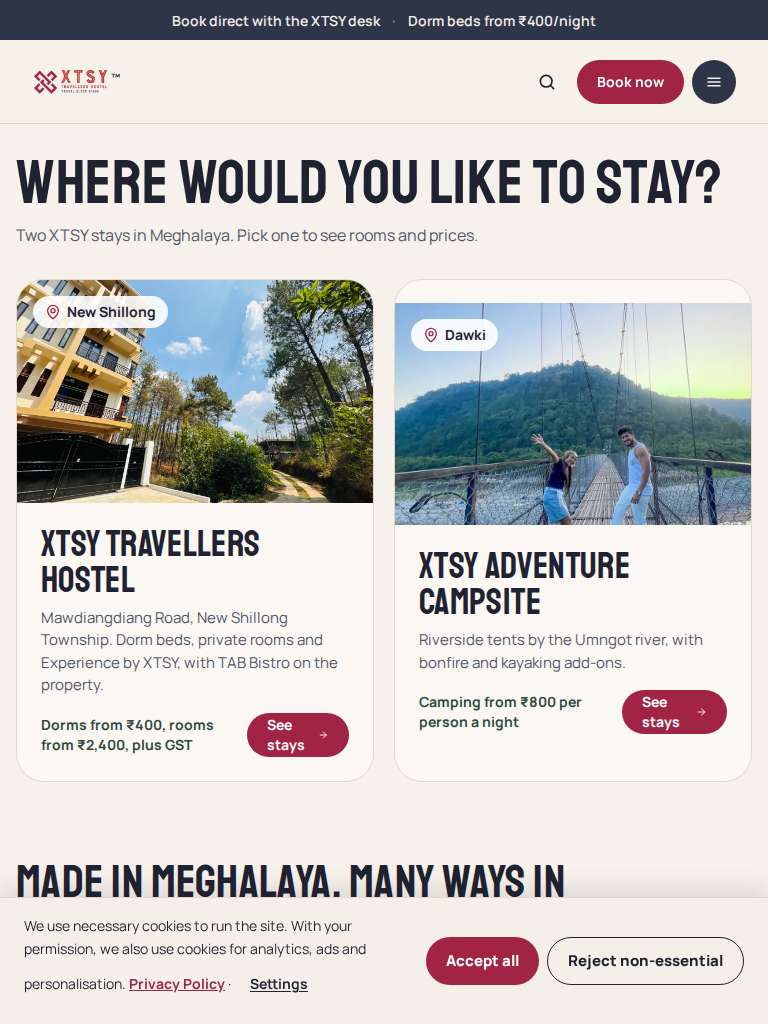 Book direct with the XTSY desk · Dorm beds from ₹400/night
XTSY ™
TRAVELLERS HOSTEL
Book now
WHERE WOULD YOU LIKE TO STAY?
Two XTSY stays in Meghalaya. Pick one to see rooms and prices.
New Shillong
XTSY TRAVELLERS
HOSTEL
Mawdiangdiang Road, New Shillong
Township. Dorm beds, private rooms and
Experience by XTSY, with TAB Bistro on the
property.
Dorms from ₹400, rooms
from ₹2,400, plus GST
See
stays
Dawki
XTSY ADVENTURE
CAMPSITE
Riverside tents by the Umngot river, with
bonfire and kayaking add-ons.
Camping from ₹800 per
person a night
See
stays
MADE IN MEGHALAYA. MANY WAYS IN
We use necessary cookies to run the site. With your
permission, we also use cookies for analytics, ads and
personalisation. Privacy Policy · Settings
Accept all
Reject non-essential